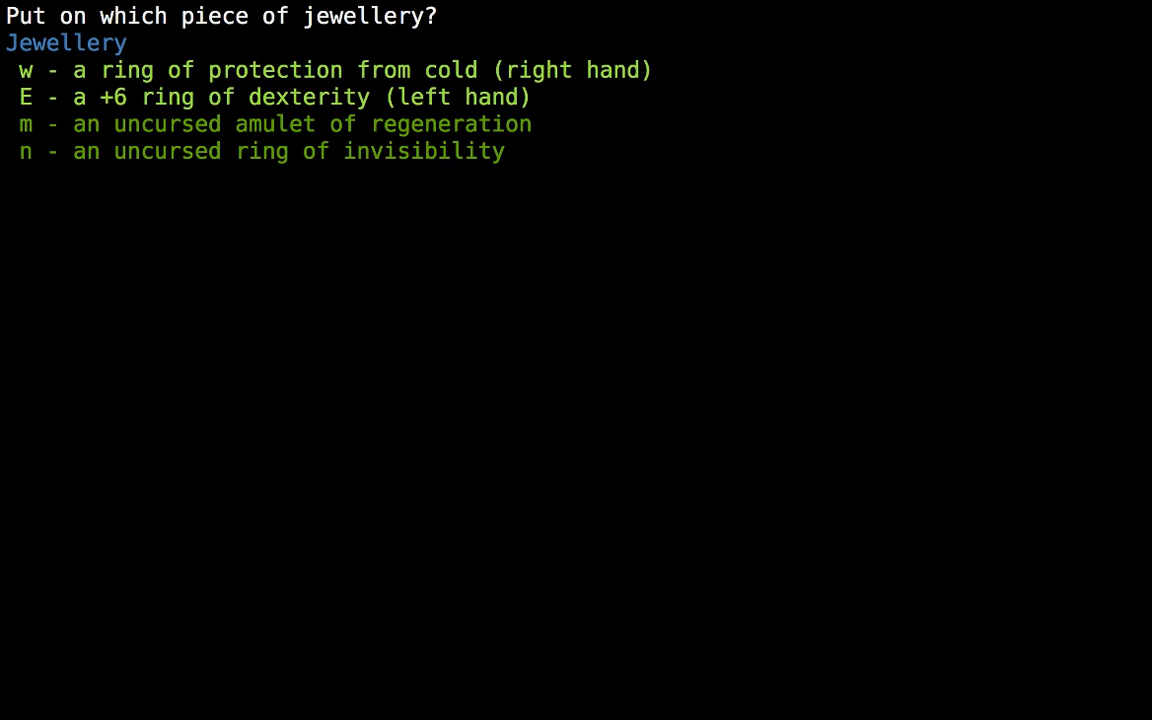 Put on which piece of jewellery?
Jewellery
w - a ring of protection from cold (right hand)
E - a +6 ring of dexterity (left hand)
m - an uncursed amulet of regeneration
n - an uncursed ring of invisibility